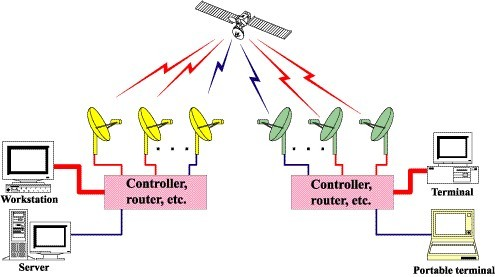 Controller,
router, etc.
Controller,
router, etc.
Workstation
Terminal
Server
Portable terminal